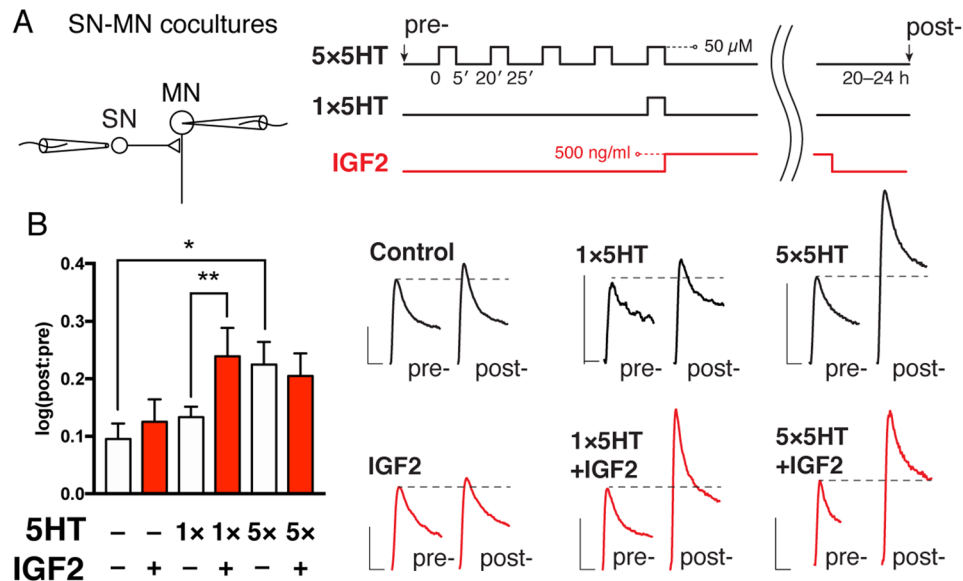 A SN-MN cocultures
SN
MN
pre-
post-
5×5HT
50 µM
0 5′ 20′ 25′
20–24 h
1×5HT
IGF2
500 ng/ml
B
*
**
log(post:pre)
0.4
0.3
0.2
0.1
0.0
5HT – – 1× 1× 5× 5×
IGF2 – + – + – +
Control
pre- post-
1×5HT
pre- post-
5×5HT
pre- post-
IGF2
pre- post-
1×5HT
+IGF2
pre- post-
5×5HT
+IGF2
pre- post-